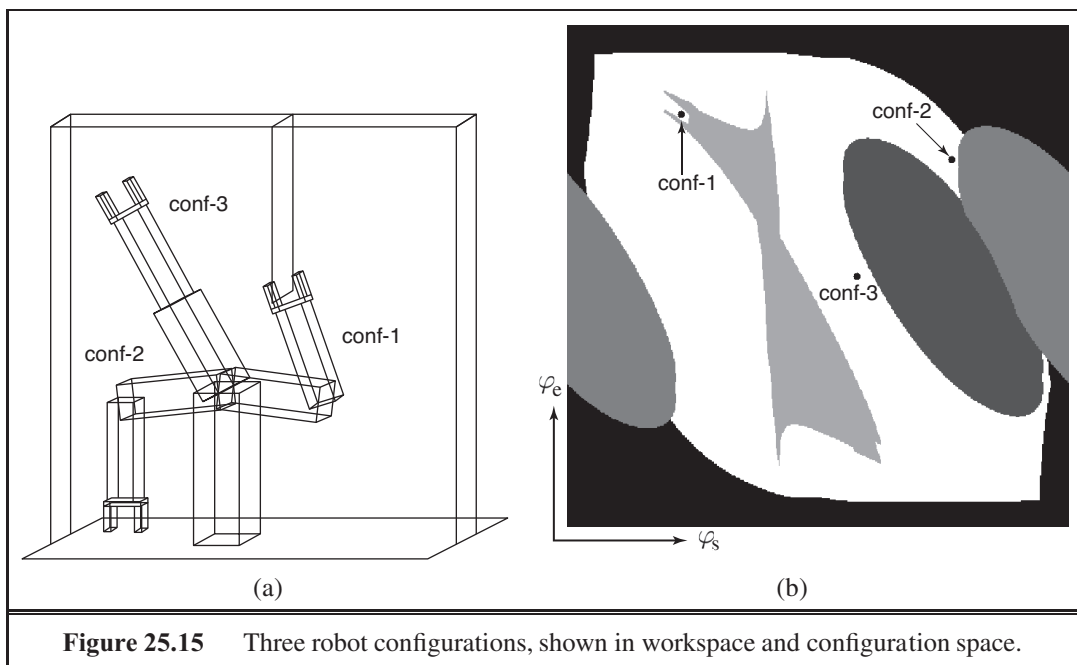 conf-3
conf-2
conf-1
(a)
conf-2
conf-1
conf-3
φe
φs
(b)
Figure 25.15 Three robot configurations, shown in workspace and configuration space.